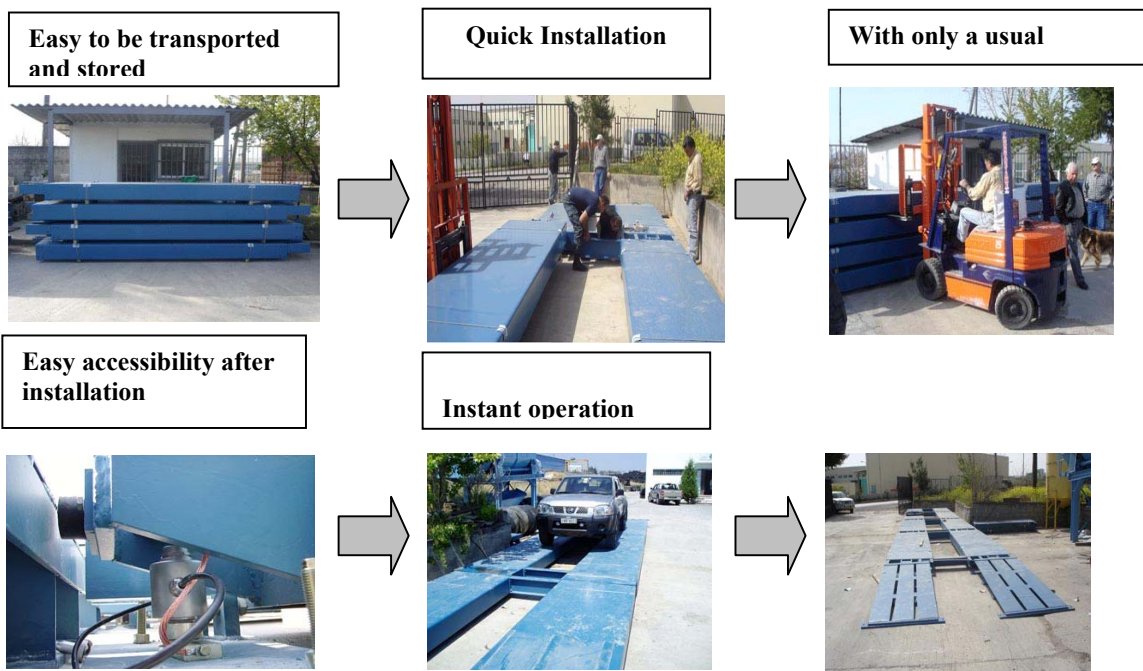 Easy to be transported
and stored
Quick Installation
With only a usual
Easy accessibility after
installation
Instant operation